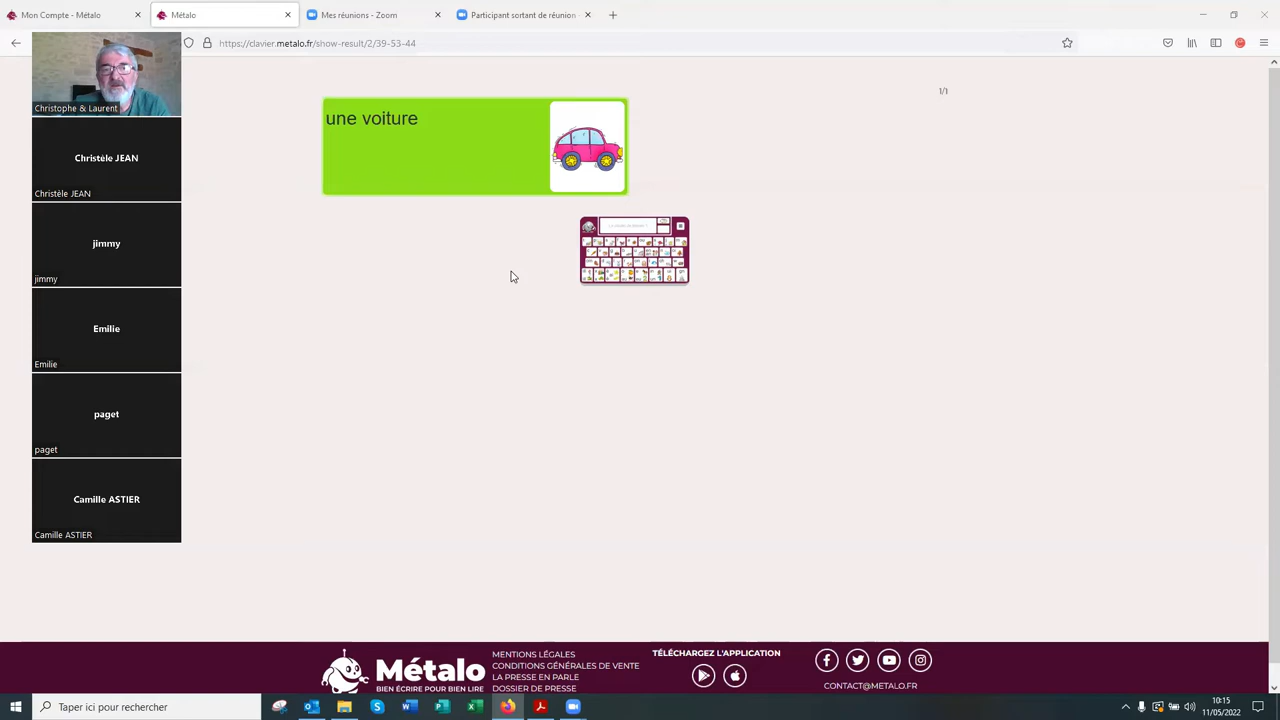 Mon Compte - Métalo
Métalo
Mes réunions - Zoom
Participant sortant de réunion
https://clavier.metalo.fr/show-result/2/39-53-44
Christophe & Laurent
Christèle JEAN
Christèle JEAN
jimmy
jimmy
Emilie
Emilie
paget
paget
Camille ASTIER
Camille ASTIER
1/1
une voiture
Métalo
BIEN ÉCRIRE POUR BIEN LIRE
MENTIONS LÉGALES
CONDITIONS GÉNÉRALES DE VENTE
LA PRESSE EN PARLE
DOSSIER DE PRESSE
TÉLÉCHARGEZ L'APPLICATION
CONTACT@METALO.FR
Taper ici pour rechercher
10:15
11/05/2022